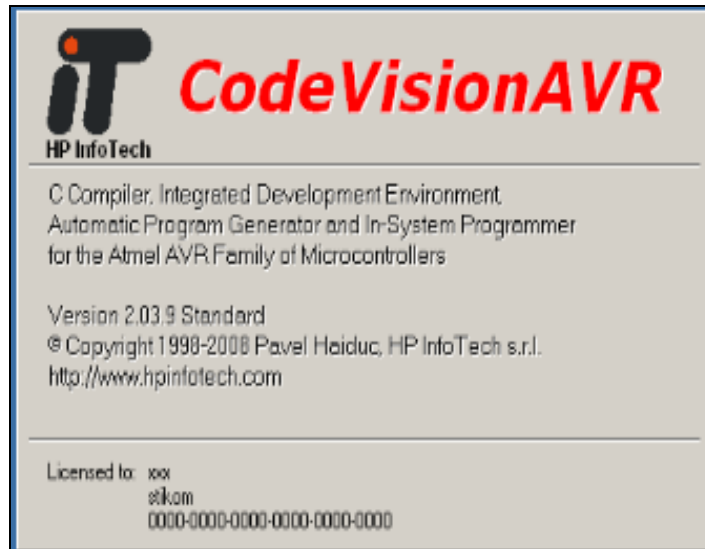 iT CodeVisionAVR
HP InfoTech
C Compiler, Integrated Development Environment,
Automatic Program Generator and In-System Programmer
for the Atmel AVR Family of Microcontrollers
Version 2.03.9 Standard
© Copyright 1998-2008 Pavel Haiduc, HP InfoTech s.r.l.
http://www.hpinfotech.com
Licensed to: xxx
stikom
0000-0000-0000-0000-0000-0000